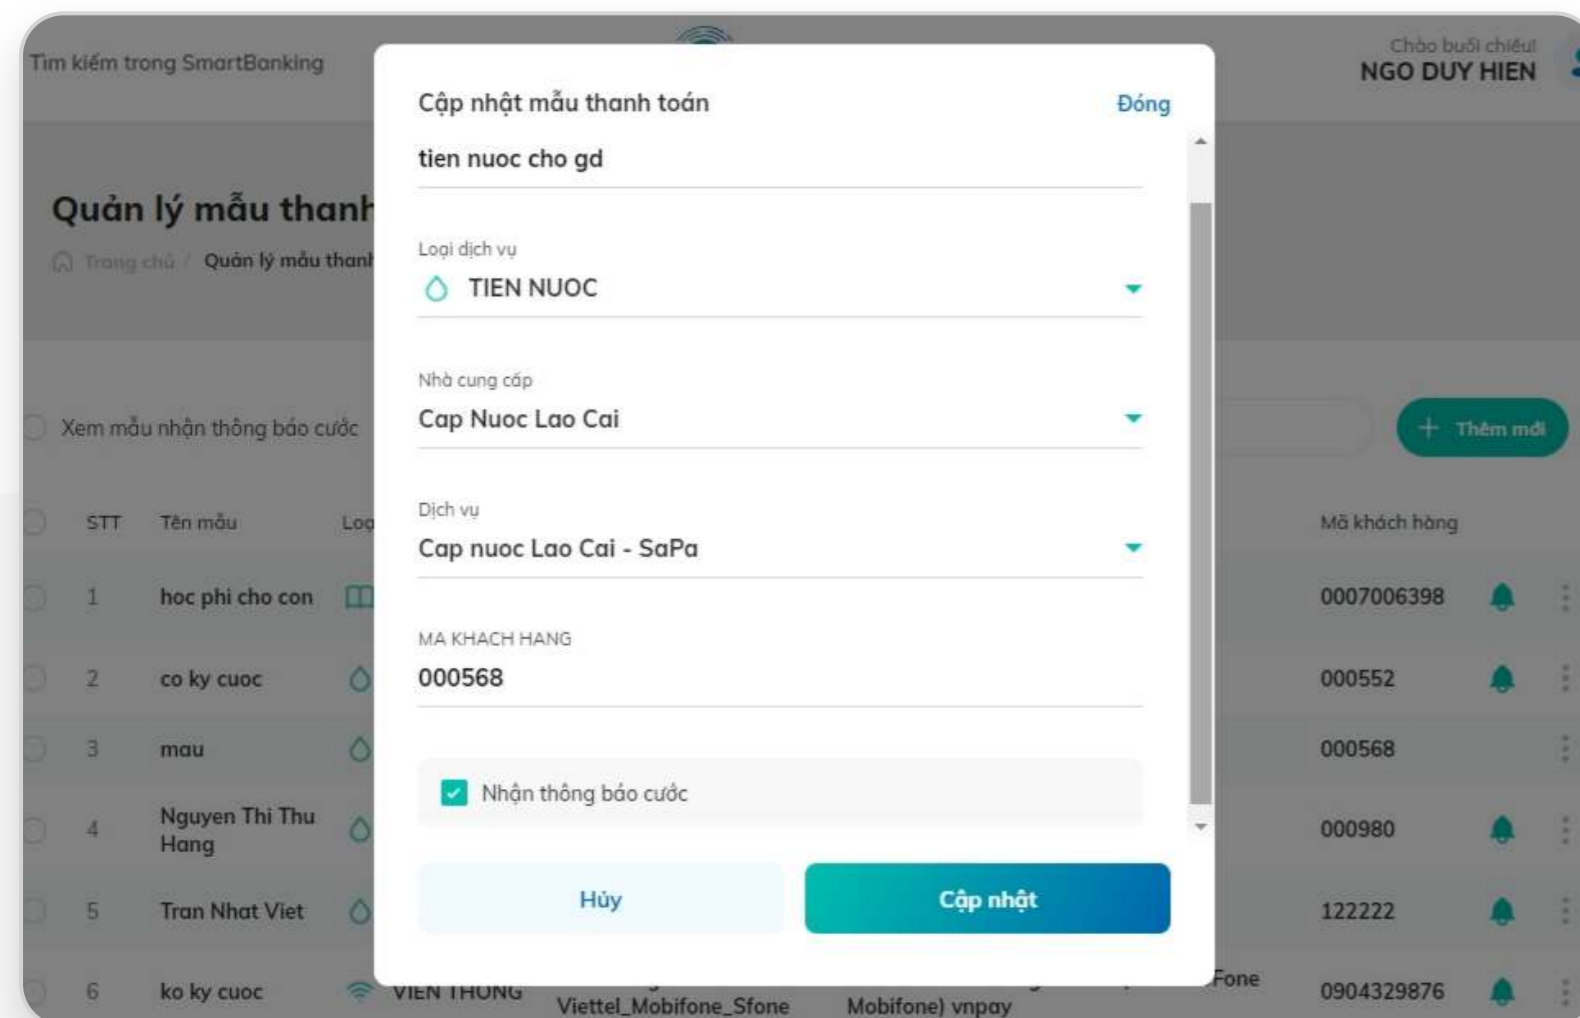 Tìm kiếm trong SmartBanking
Chào buổi chiều!
NGO DUY HIEN
Cập nhật mẫu thanh toán
Đóng
tien nuoc cho gd
Quản lý mẫu thanh
Trang chủ / Quản lý mẫu thanh
Loại dịch vụ
TIEN NUOC
Nhà cung cấp
Cap Nuoc Lao Cai
Xem mẫu nhận thông báo cước
+ Thêm mới
Dịch vụ
Cap nuoc Lao Cai - SaPa
STT Tên mẫu Loạ Mã khách hàng
1 hoc phi cho con 0007006398
MA KHACH HANG
000568
2 co ky cuoc 000552
3 mau 000568
Nhận thông báo cước
4 Nguyen Thi Thu
Hang 000980
Hủy
Cập nhật
5 Tran Nhat Viet 122222
6 ko ky cuoc VIEN THONG Fone 0904329876
Viettel_Mobifone_Sfone Mobifone) vnpay